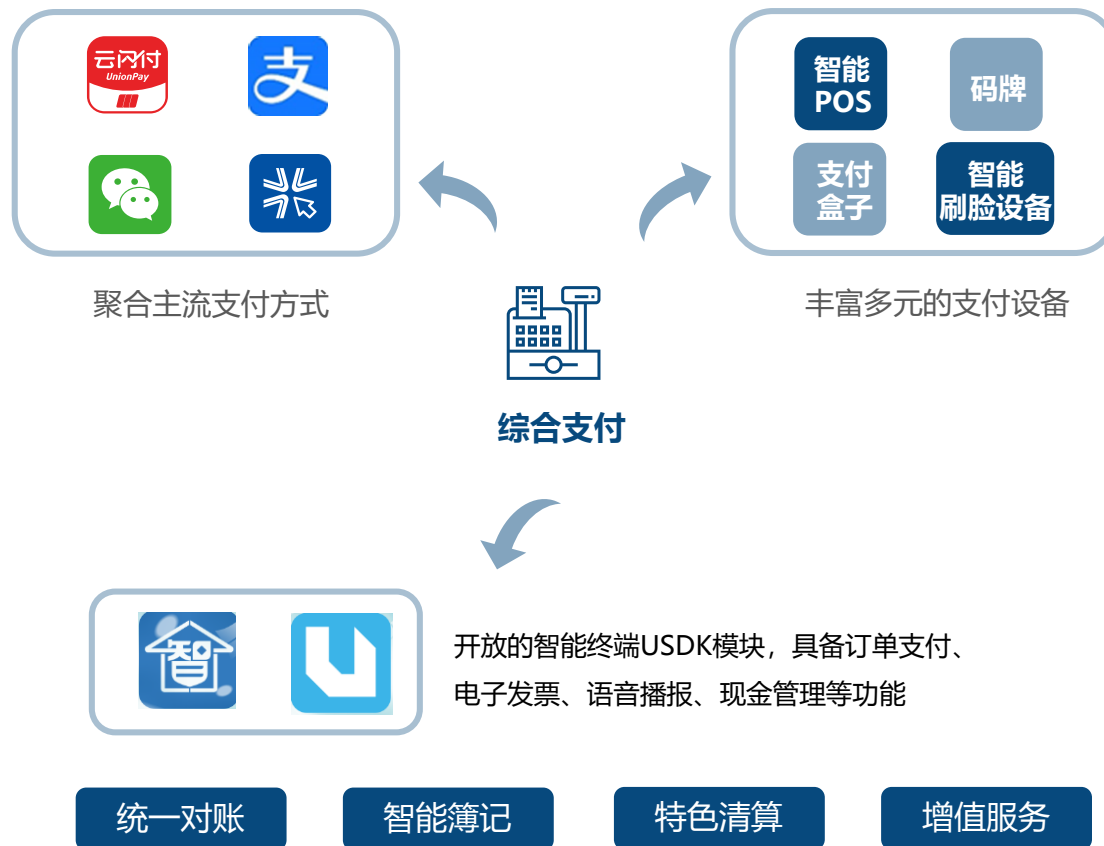 云闪付
UnionPay
支
智能
POS
码牌
支付
盒子
智能
刷脸设备
聚合主流支付方式
丰富多元的支付设备
综合支付
智
开放的智能终端USDK模块，具备订单支付、
电子发票、语音播报、现金管理等功能
统一对账
智能簿记
特色清算
增值服务